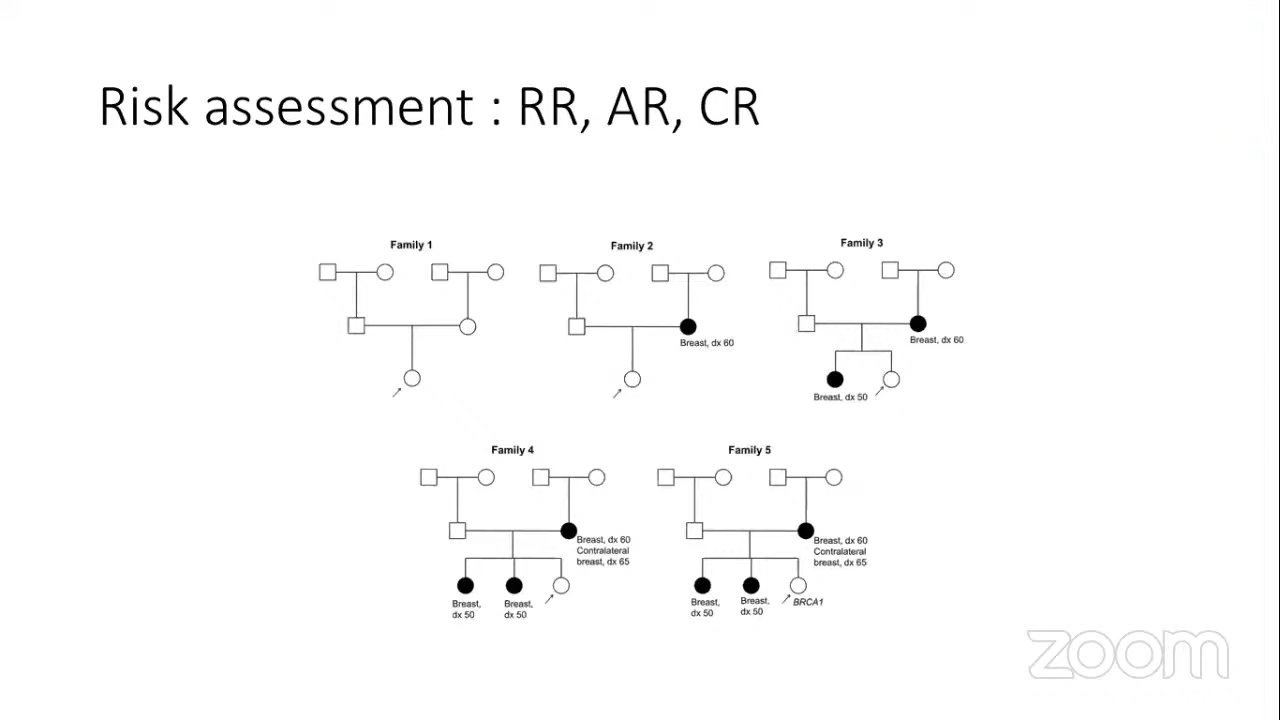 Risk assessment : RR, AR, CR
Family 1
Family 2
Family 3
Breast, dx 60
Breast, dx 60
Breast, dx 50
Family 4
Family 5
Breast, dx 60
Contralateral
breast, dx 65
Breast,
dx 50
Breast,
dx 50
Breast, dx 60
Contralateral
breast, dx 65
Breast,
dx 50
Breast,
dx 50
BRCA1
zoom